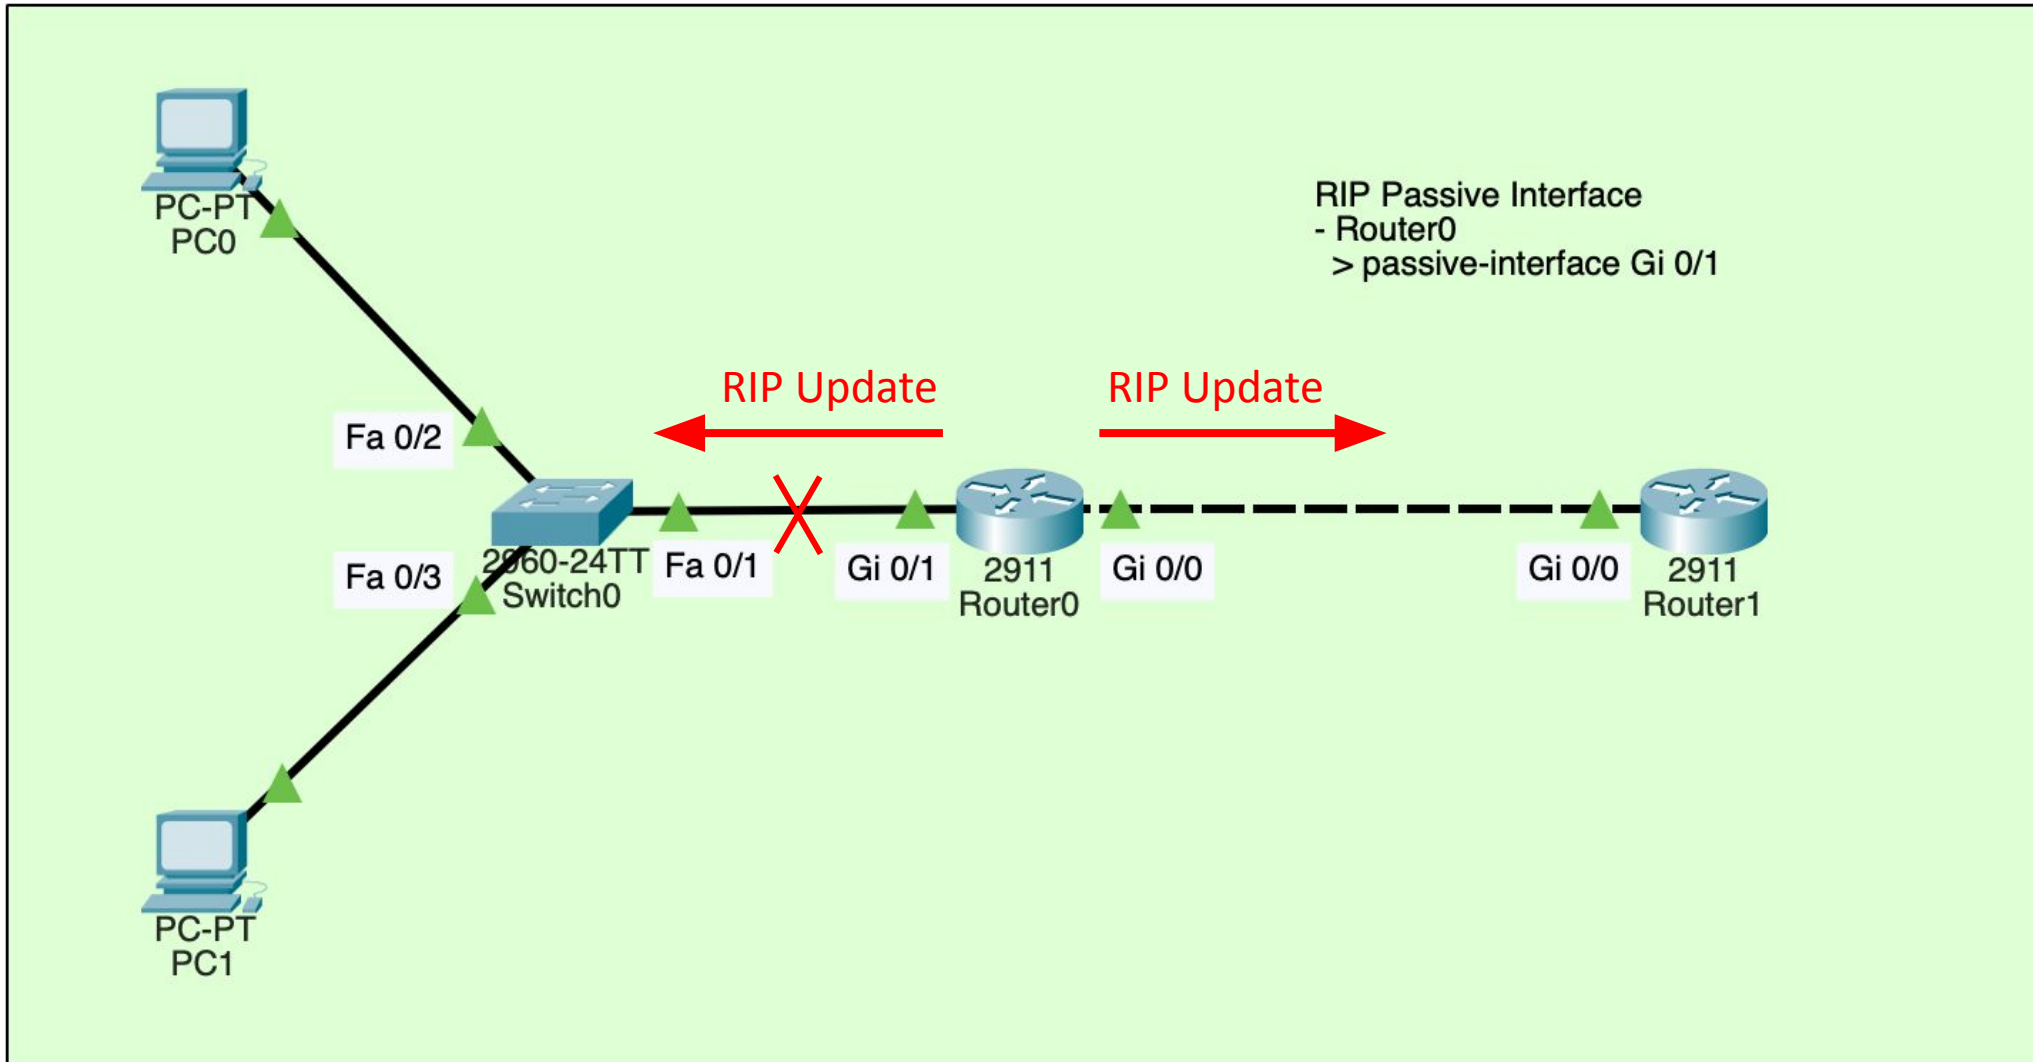 PC-PT
PC0
RIP Passive Interface
- Router0
> passive-interface Gi 0/1
RIP Update
RIP Update
Fa 0/2
Fa 0/3
2960-24TT
Switch0
Fa 0/1
Gi 0/1
2911
Router0
Gi 0/0
Gi 0/0
2911
Router1
PC-PT
PC1